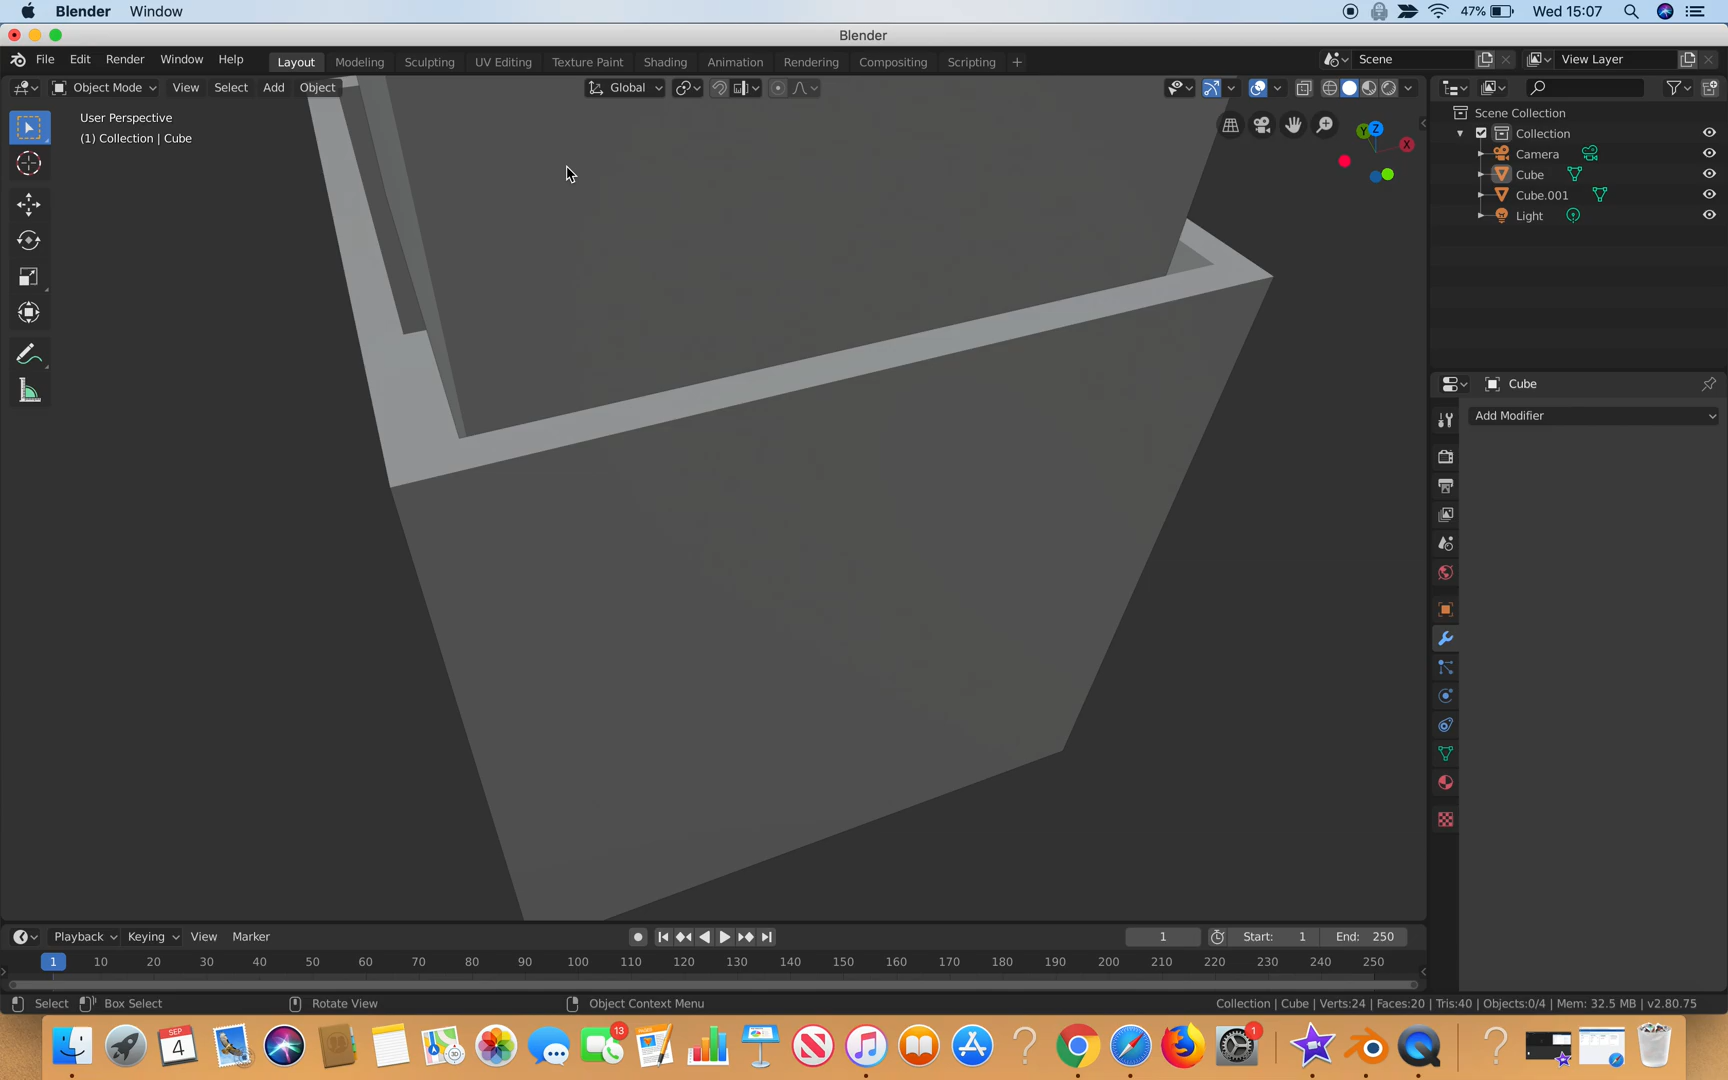 Blender Window 47% Wed 15:07
Blender
File Edit Render Window Help Layout Modeling Sculpting UV Editing Texture Paint Shading Animation Rendering Compositing Scripting + Scene View Layer
Object Mode View Select Add Object Global
User Perspective
(1) Collection | Cube
Y Z X
Scene Collection
Collection
Camera
Cube
Cube.001
Light
Cube
Add Modifier
Playback Keying View Marker 1 Start: 1 End: 250
1 10 20 30 40 50 60 70 80 90 100 110 120 130 140 150 160 170 180 190 200 210 220 230 240 250
Select Box Select Rotate View Object Context Menu Collection | Cube | Verts:24 | Faces:20 | Tris:40 | Objects:0/4 | Mem: 32.5 MB | v2.80.75
SEP
4
3D
13
1